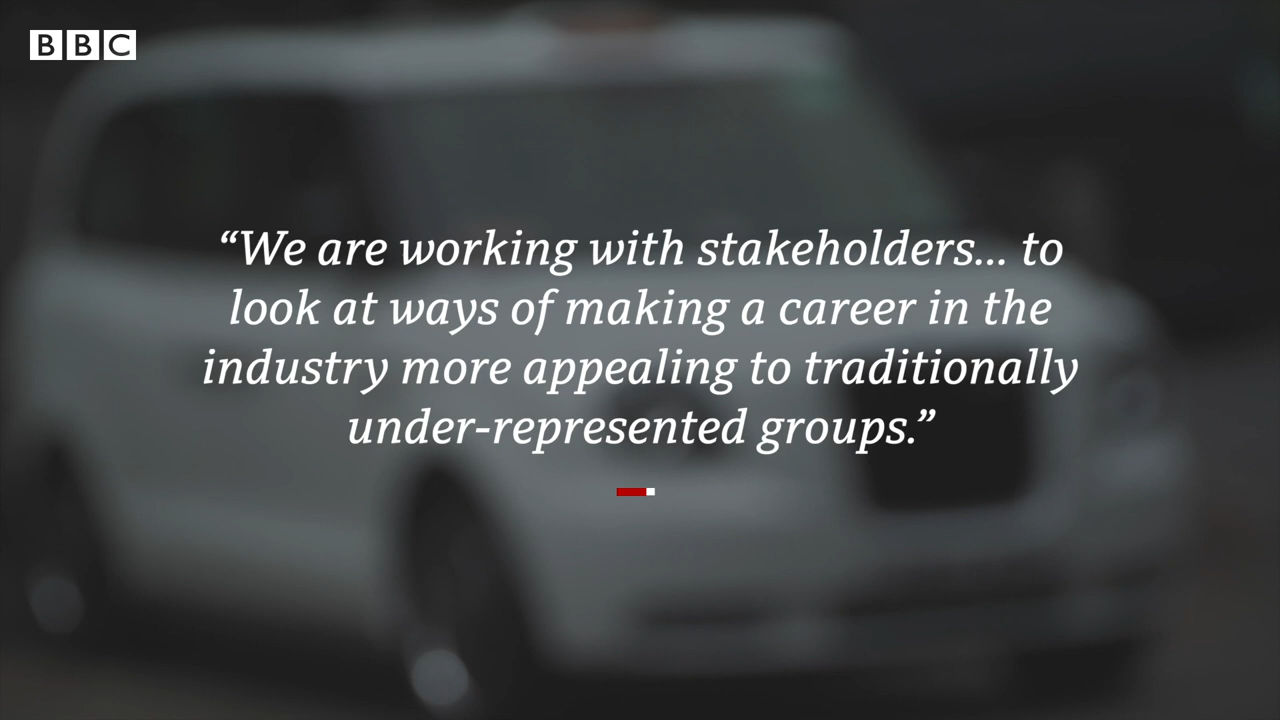 BBC
“We are working with stakeholders... to
look at ways of making a career in the
industry more appealing to traditionally
under-represented groups.”